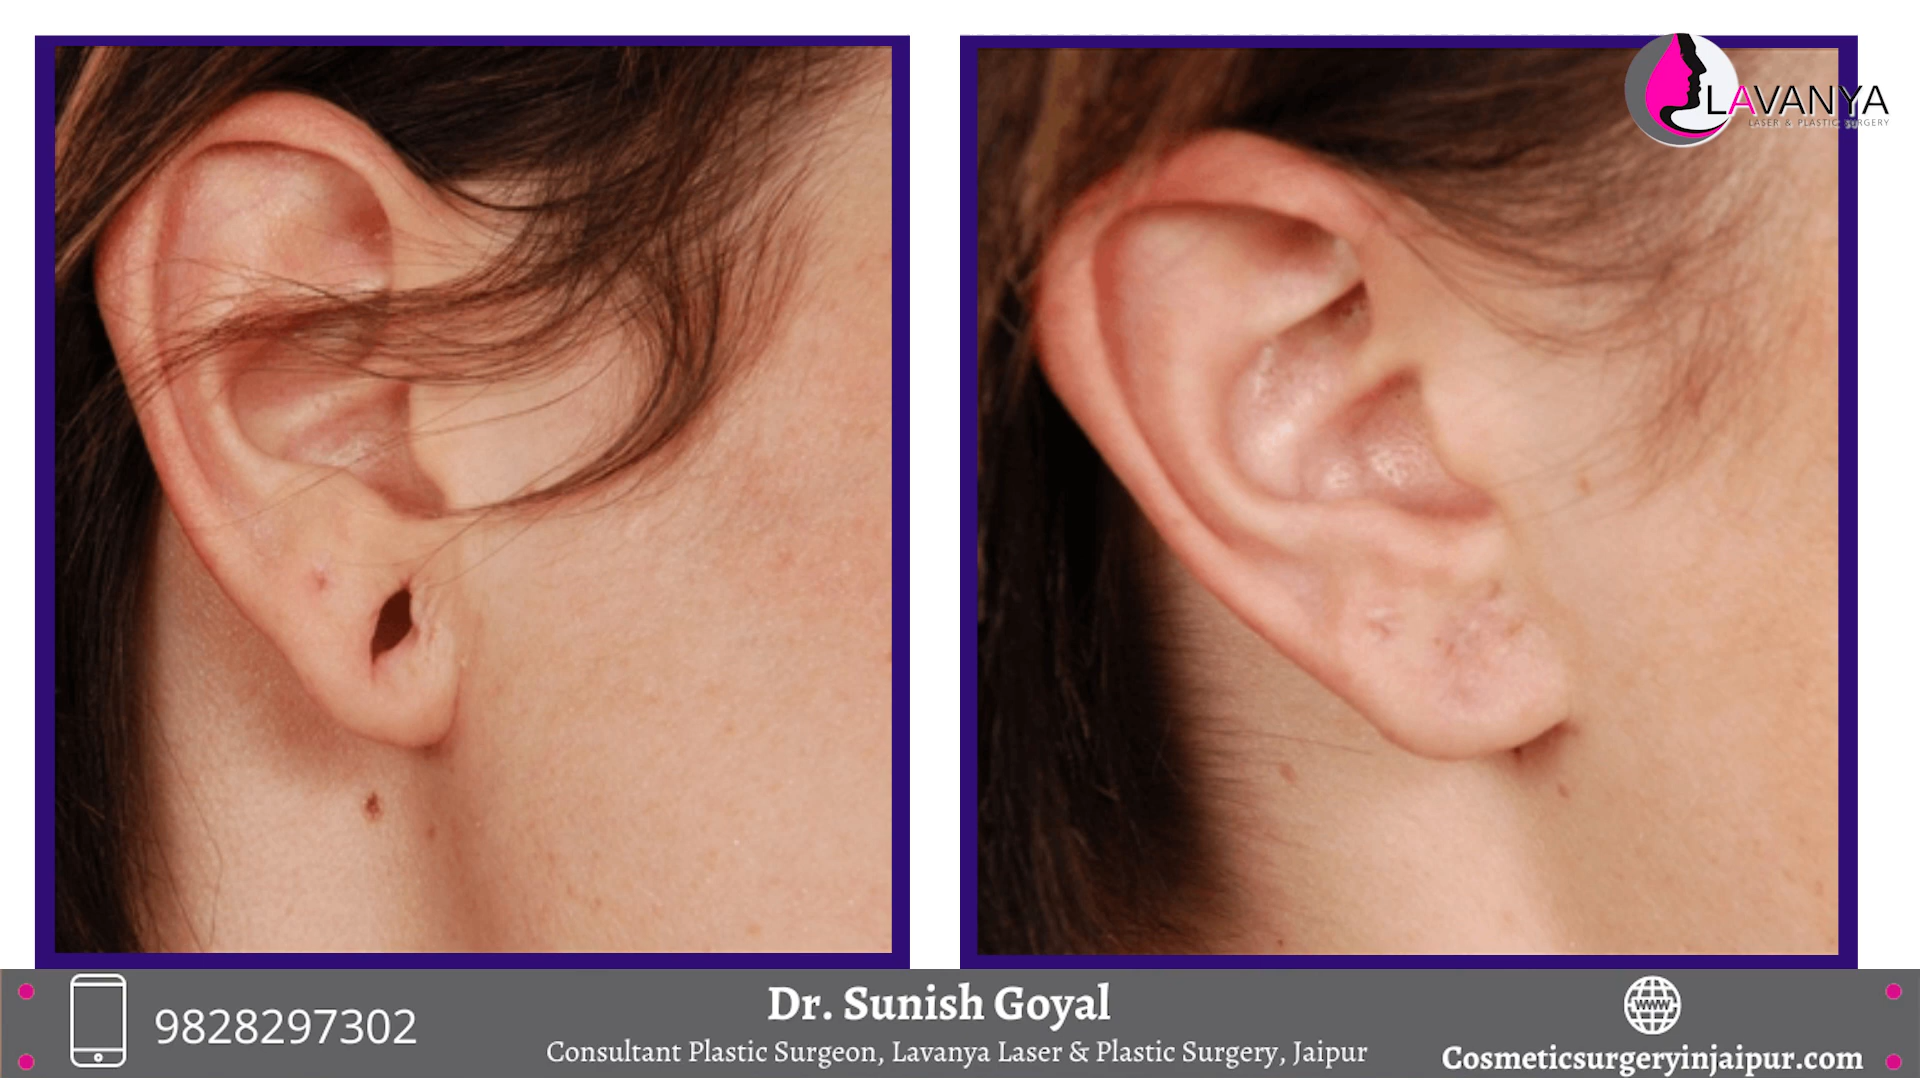 LAVANYA
LASER & PLASTIC SURGERY
9828297302
Dr. Sunish Goyal
Consultant Plastic Surgeon, Lavanya Laser & Plastic Surgery, Jaipur
WWW
Cosmeticsurgeryinjaipur.com